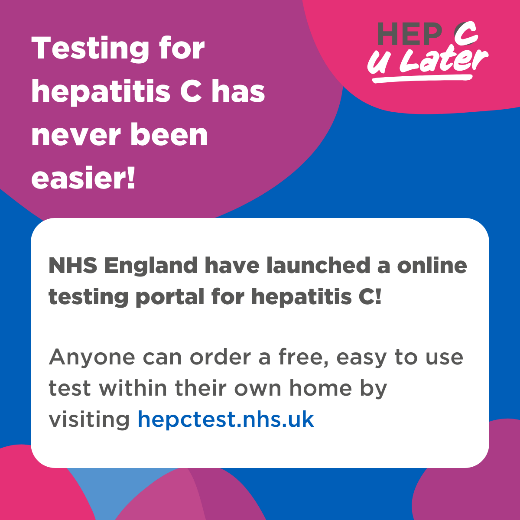 Testing for
hepatitis C has
never been
easier!
HEP C
U Later
NHS England have launched a online
testing portal for hepatitis C!
Anyone can order a free, easy to use
test within their own home by
visiting hepctest.nhs.uk